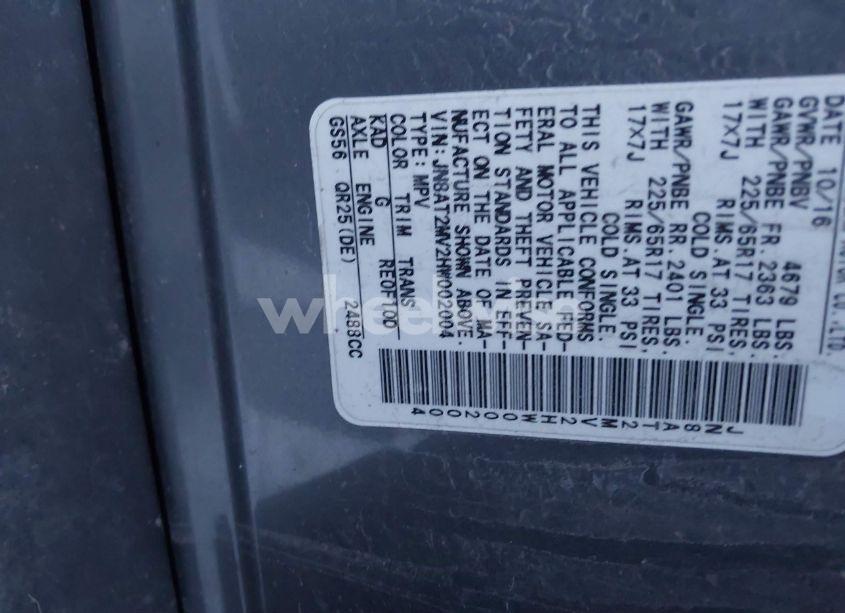 MOTOR CO.,LTD.
DATE 10/16
GVWR/PNBV 4679 LBS.
GAWR/PNBE FR. 2363 LBS.
WITH 225/65R17 TIRES,
17X7J RIMS.AT 33 PSI
COLD SINGLE.
GAWR/PNBE RR. 2401 LBS.
WITH 225/65R17 TIRES,
17X7J RIMS.AT 33 PSI
COLD SINGLE.
THIS VEHICLE CONFORMS
TO ALL APPLICABLE FED-
ERAL MOTOR VEHICLE SA-
FETY AND THEFT PREVEN-
TION STANDARDS IN EFF-
ECT ON THE DATE OF MA-
NUFACTURE SHOWN ABOVE.
VIN: JN8AT2MV2HW002004
TYPE: MPV
COLOR TRIM TRANS
KAD G RE0F10D
AXLE ENGINE
GS56 QR25(DE) 2488CC
JN8AT2MV2HW002004